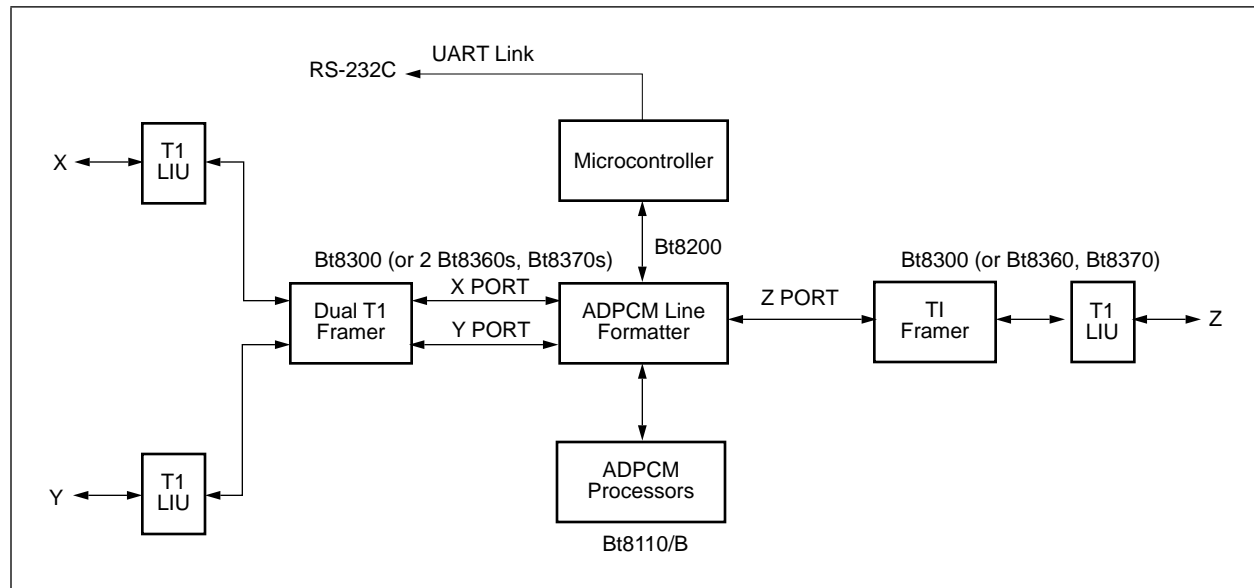 UART Link
RS-232C
T1
LIU
X
Microcontroller
Bt8200
Bt8300 (or 2 Bt8360s, Bt8370s)
Bt8300 (or Bt8360, Bt8370)
X PORT
Dual T1
Framer
Y PORT
ADPCM Line
Formatter
Z PORT
TI
Framer
T1
LIU
Z
T1
LIU
Y
ADPCM
Processors
Bt8110/B